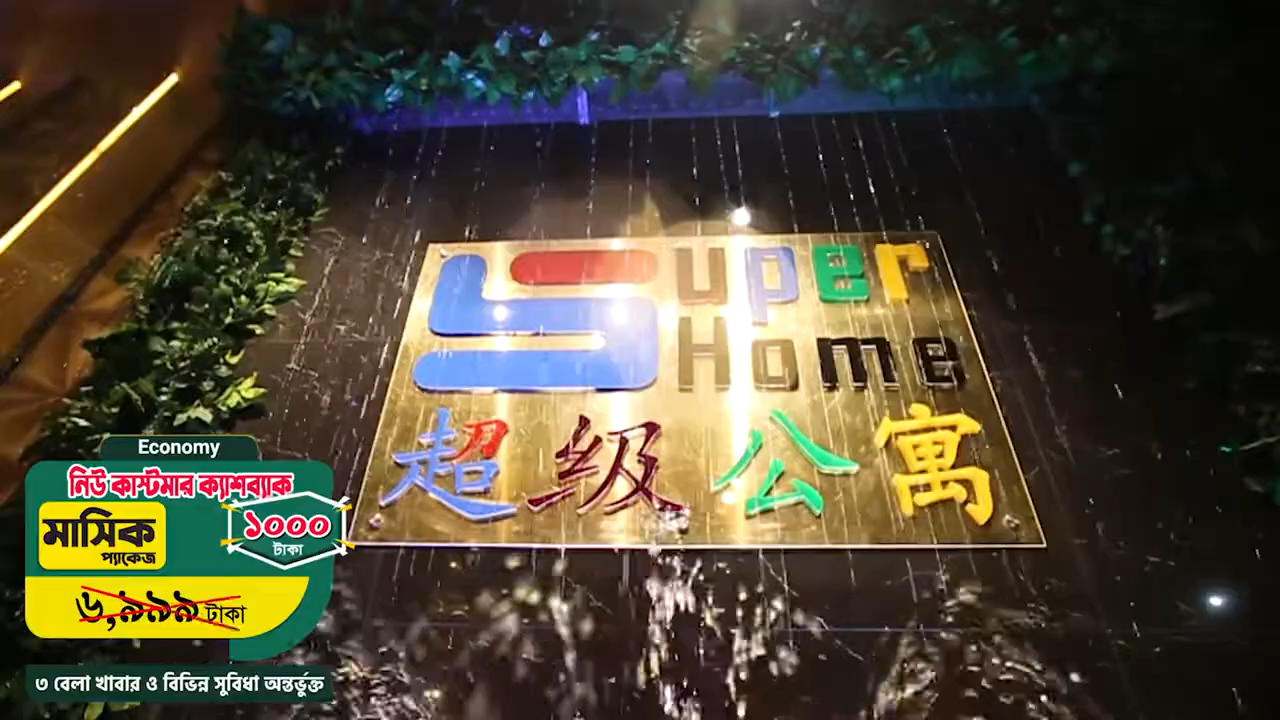 Super
Home
超级公寓
Economy
নিউ কাস্টমার ক্যাশব্যাক
মাসিক
প্যাকেজ
১০০০
টাকা
৬,৯৯৯ টাকা
৩ বেলা খাবার ও বিভিন্ন সুবিধা অন্তর্ভুক্ত